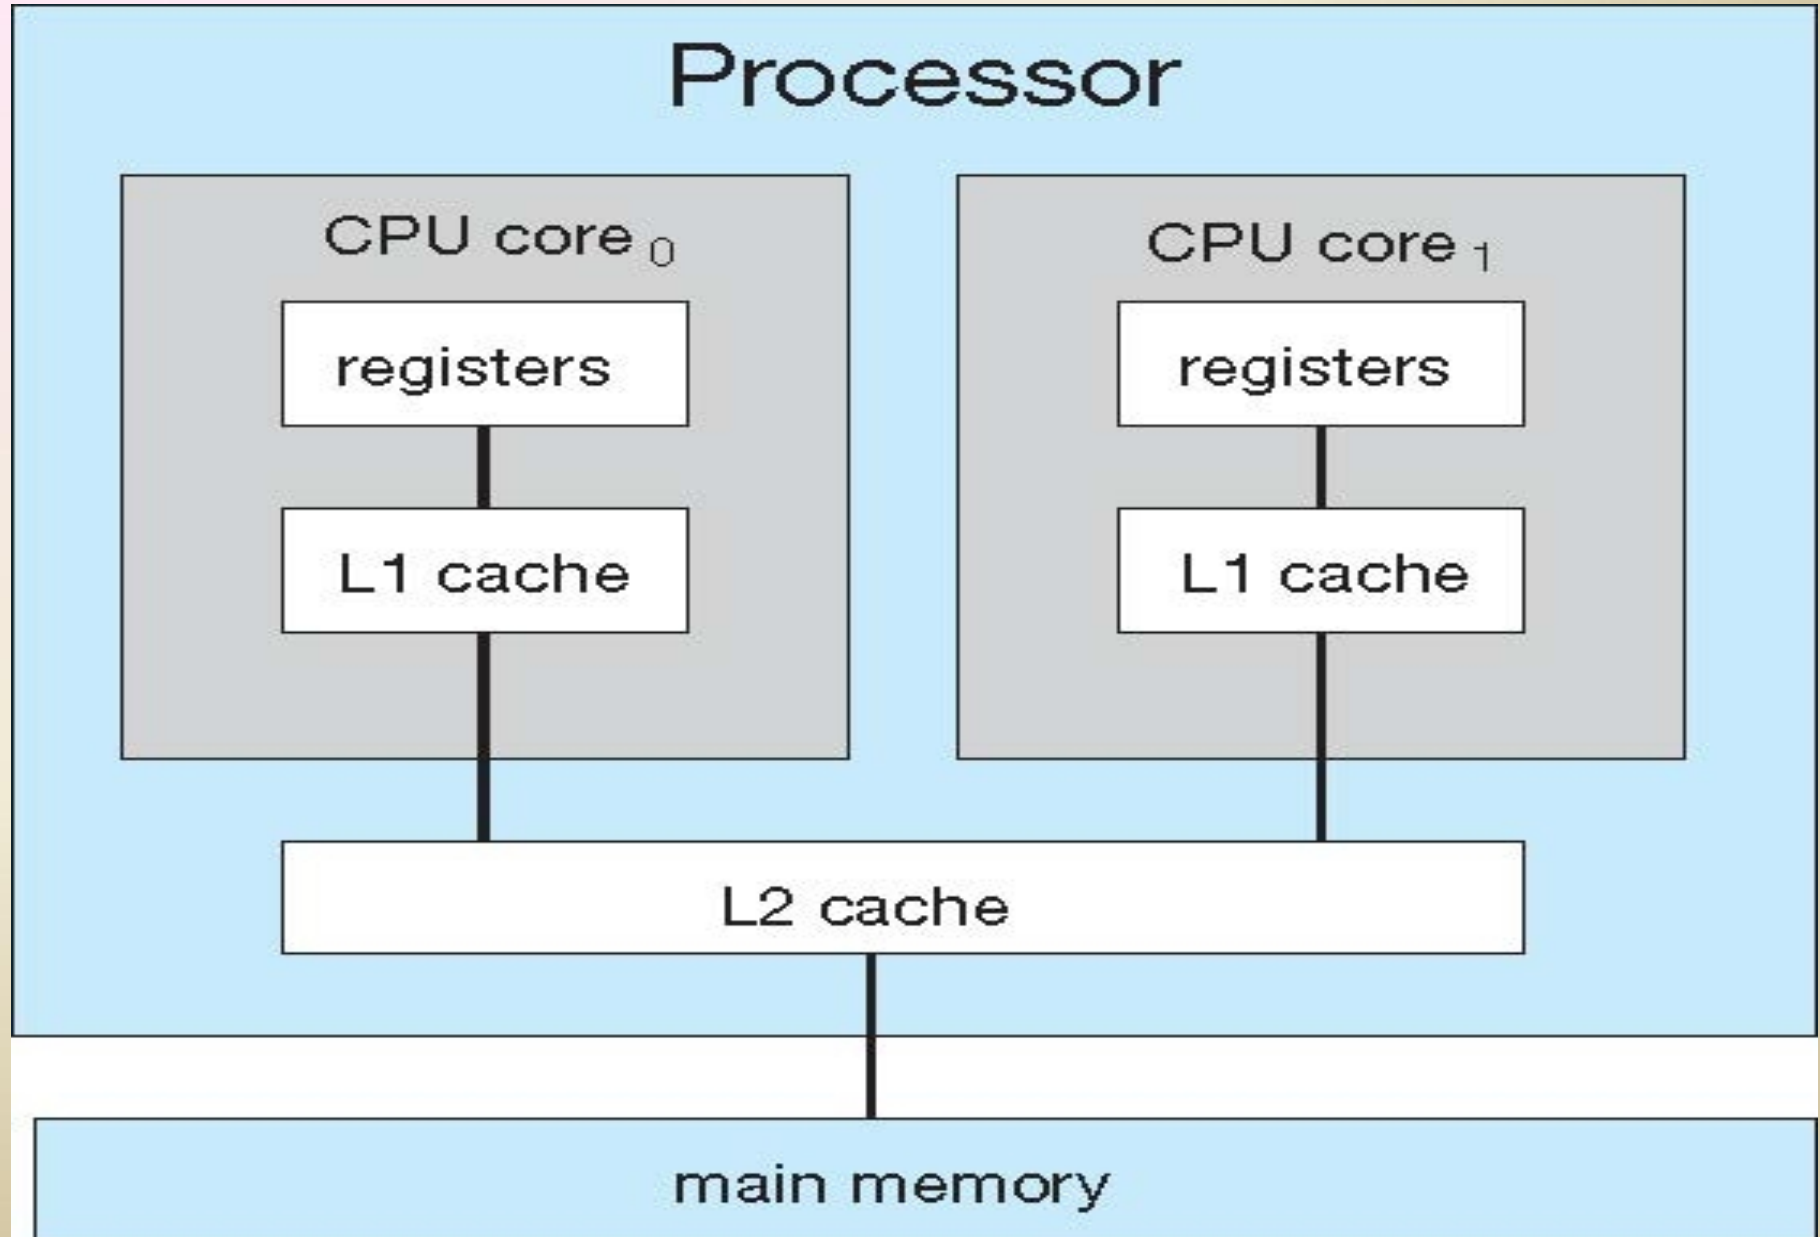 Processor
CPU core 0
CPU core 1
registers
registers
L1 cache
L1 cache
L2 cache
main memory